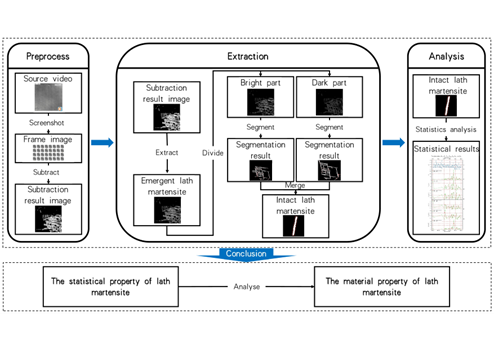 Preprocess
Source video
Screenshot
Frame image
Subtract
Subtraction
result image
Extraction
Subtraction
result image
Extract
Emergent lath
martensite
Divide
Bright part
Segment
Segmentation
result
Dark part
Segment
Segmentation
result
Merge
Intact lath
martensite
Analysis
Intact lath
martensite
Statistics analysis
Statistical results
Conclusion
The statistical property of lath
martensite
Analyse
The material property of lath
martensite